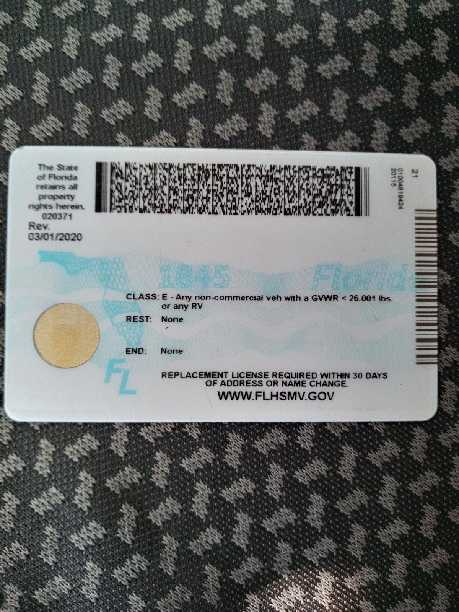 The State
of Florida
retains all
property
rights herein.
020371
Rev.
03/01/2020
21
1845 Florida
CLASS: E - Any non-commercial veh with a GVWR < 26,001 lbs.
or any RV
REST: None
END: None
FL
REPLACEMENT LICENSE REQUIRED WITHIN 30 DAYS
OF ADDRESS OR NAME CHANGE.
WWW.FLHSMV.GOV